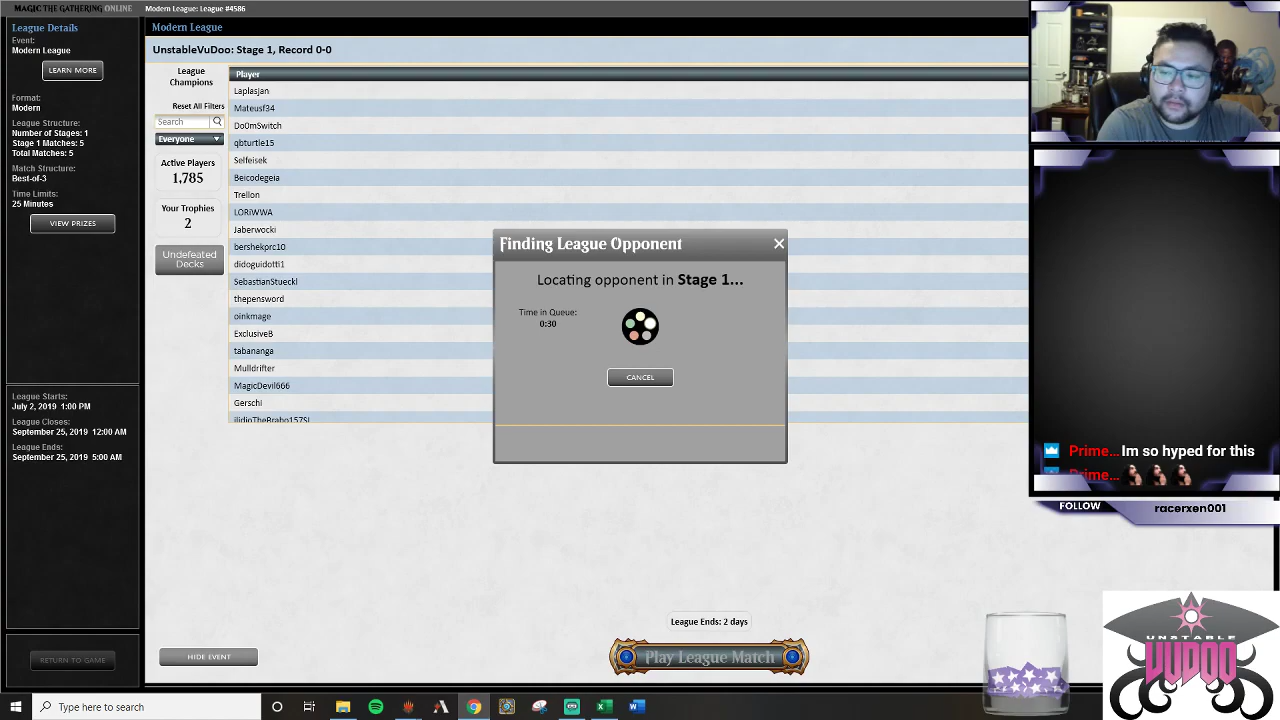 MAGIC THE GATHERING ONLINE
Modern League: League #4586
League Details
Event:
Modern League
LEARN MORE
Format:
Modern
League Structure:
Number of Stages: 1
Stage 1 Matches: 5
Total Matches: 5
Match Structure:
Best-of-3
Time Limits:
25 Minutes
VIEW PRIZES
League Starts:
July 2, 2019 1:00 PM
League Closes:
September 25, 2019 12:00 AM
League Ends:
September 25, 2019 5:00 AM
RETURN TO GAME
Modern League
UnstableVuDoo: Stage 1, Record 0-0
League
Champions
Reset All Filters
Search
Everyone
Active Players
1,785
Your Trophies
2
Undefeated
Decks
Player
LaplasJan
Mateusf34
Do0mSwitch
qbturtle15
Selfeisek
Beicodegeia
Trellon
LORiWWA
Jaberwocki
bershekprc10
didoguidotti1
SebastianStueckl
thepensword
oinkmage
ExclusiveB
tabananga
Mulldrifter
MagicDevil666
Gerschi
Finding League Opponent
Locating opponent in Stage 1...
Time in Queue:
0:30
CANCEL
League Ends: 2 days
HIDE EVENT
Play League Match
Prime... Im so hyped for this
Prime...
FOLLOW racerxen001
UNSTABLE
VUDOO
Type here to search